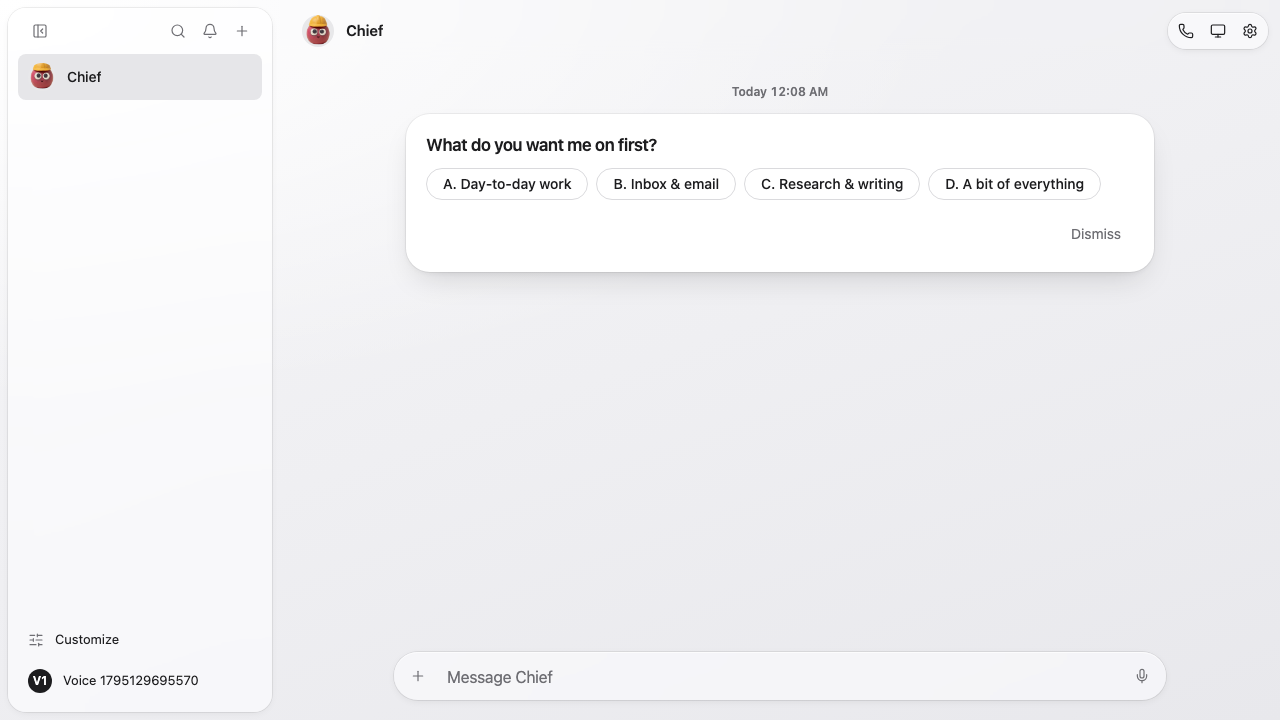 Chief
Chief
Today 12:08 AM
What do you want me on first?
A. Day-to-day work
B. Inbox & email
C. Research & writing
D. A bit of everything
Dismiss
Customize
V1
Voice 1795129695570
Message Chief